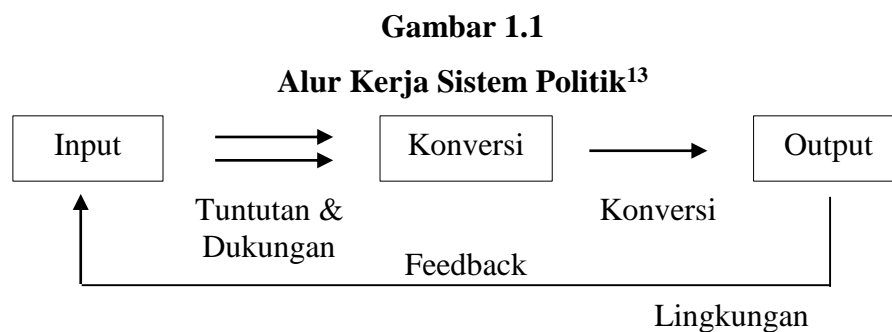 Gambar 1.1
Alur Kerja Sistem Politik¹³
Input
Konversi
Output
Tuntutan &
Dukungan
Konversi
Feedback
Lingkungan